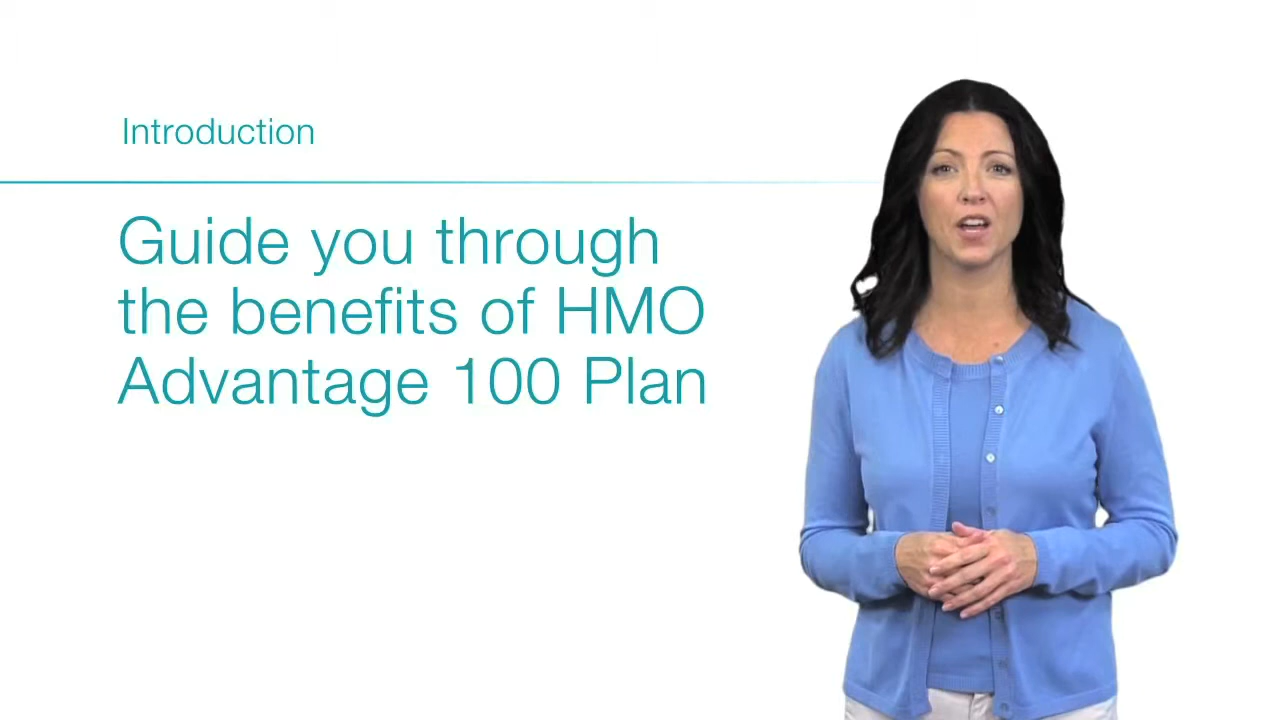 Introduction
Guide you through
the benefits of HMO
Advantage 100 Plan